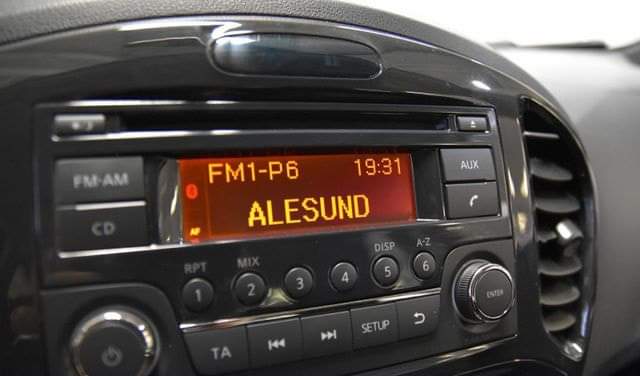 FM1-P6 19:31
AF ALESUND
FM·AM
CD
AUX
RPT MIX DISP A-Z
1 2 3 4 5 6
TA SETUP
ENTER